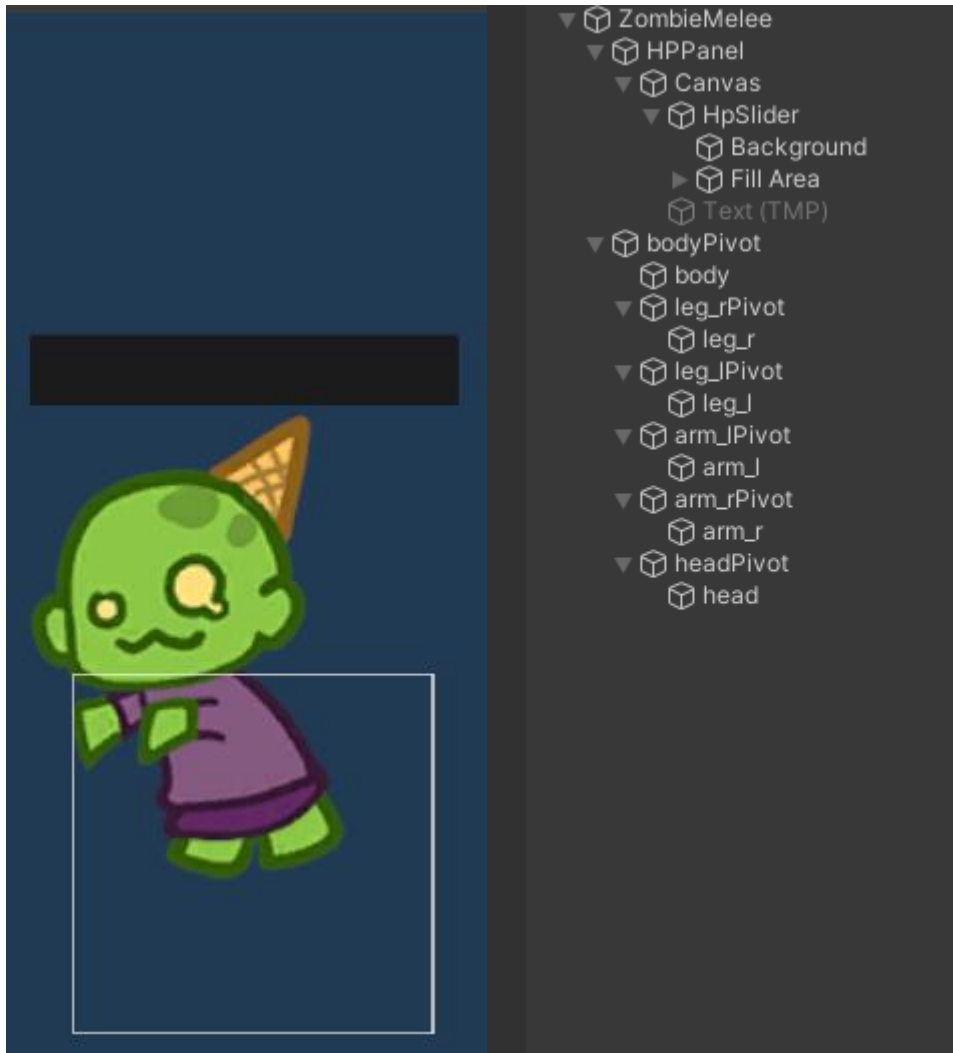 ZombieMelee
HPPanel
Canvas
HpSlider
Background
Fill Area
Text (TMP)
bodyPivot
body
leg_rPivot
leg_r
leg_lPivot
leg_l
arm_lPivot
arm_l
arm_rPivot
arm_r
headPivot
head